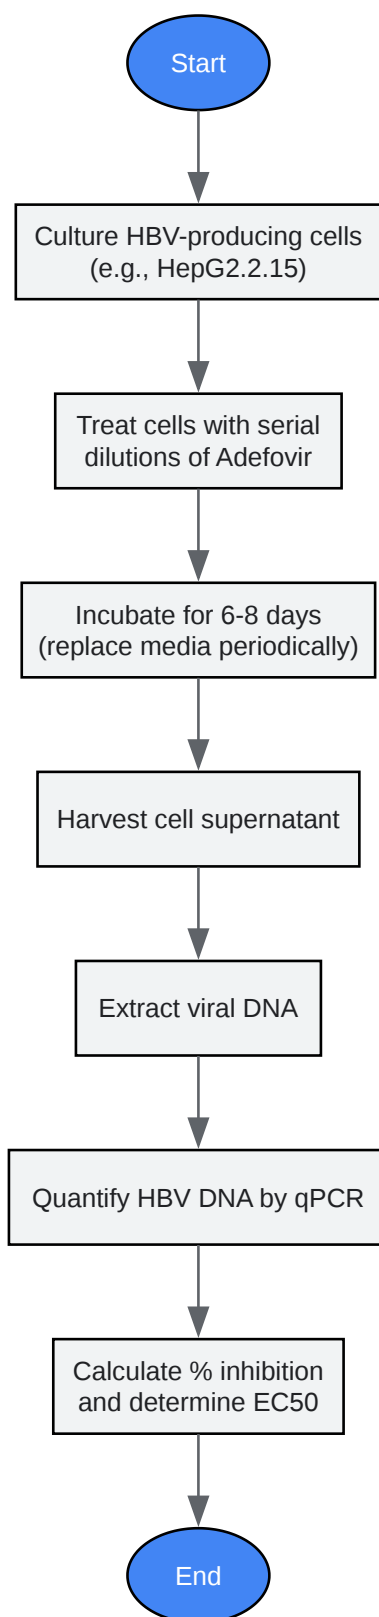 Start
Culture HBV-producing cells
(e.g., HepG2.2.15)
Treat cells with serial
dilutions of Adefovir
Incubate for 6-8 days
(replace media periodically)
Harvest cell supernatant
Extract viral DNA
Quantify HBV DNA by qPCR
Calculate % inhibition
and determine EC50
End